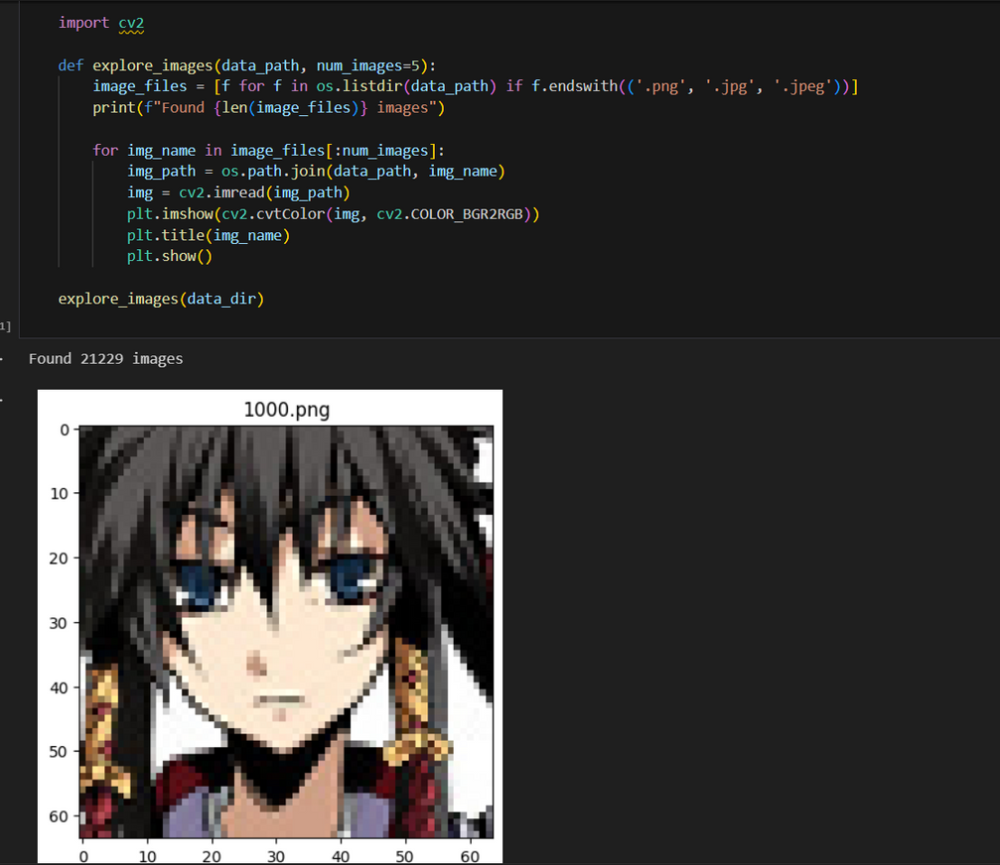 import cv2
def explore_images(data_path, num_images=5):
image_files = [f for f in os.listdir(data_path) if f.endswith(('.png', '.jpg', '.jpeg'))]
print(f"Found {len(image_files)} images")
for img_name in image_files[:num_images]:
img_path = os.path.join(data_path, img_name)
img = cv2.imread(img_path)
plt.imshow(cv2.cvtColor(img, cv2.COLOR_BGR2RGB))
plt.title(img_name)
plt.show()
explore_images(data_dir)
1]
Found 21229 images
1000.png
0
10
20
30
40
50
60
0 10 20 30 40 50 60